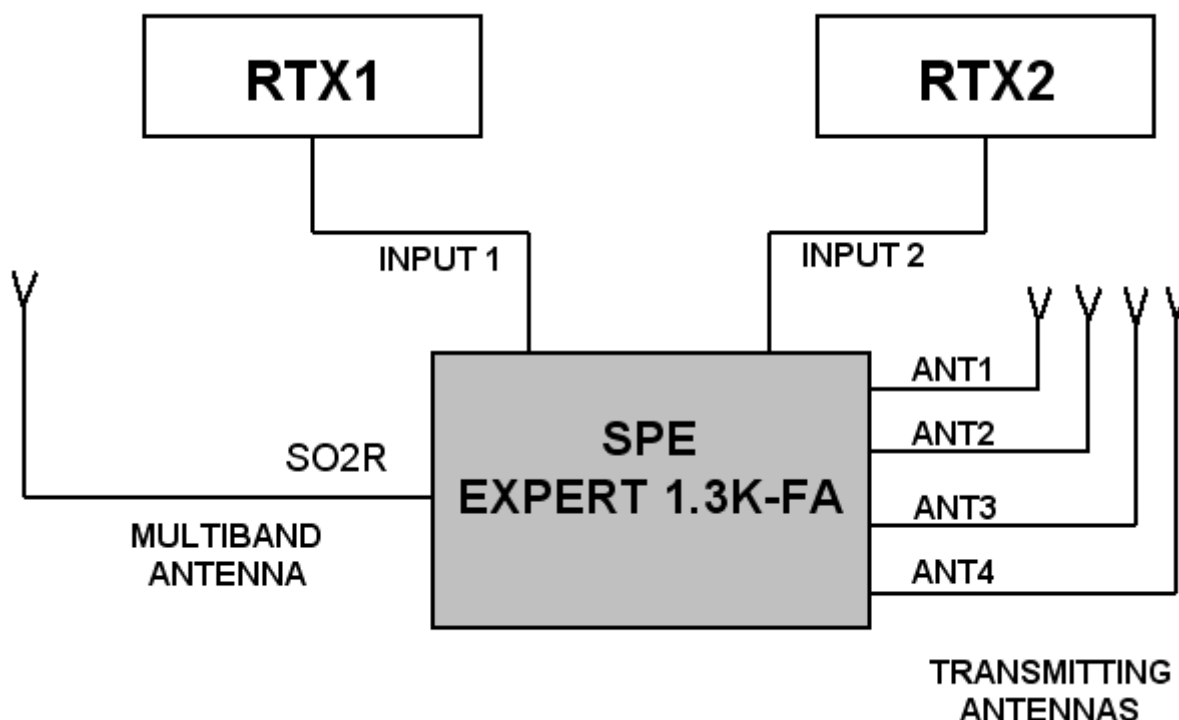 RTX1
RTX2
INPUT 1
INPUT 2
ANT1
SPE
ANT2
SO2R
EXPERT 1.3K-FA
ANT3
MULTIBAND
ANTENNA
ANT4
TRANSMITTING
ANTENNAS